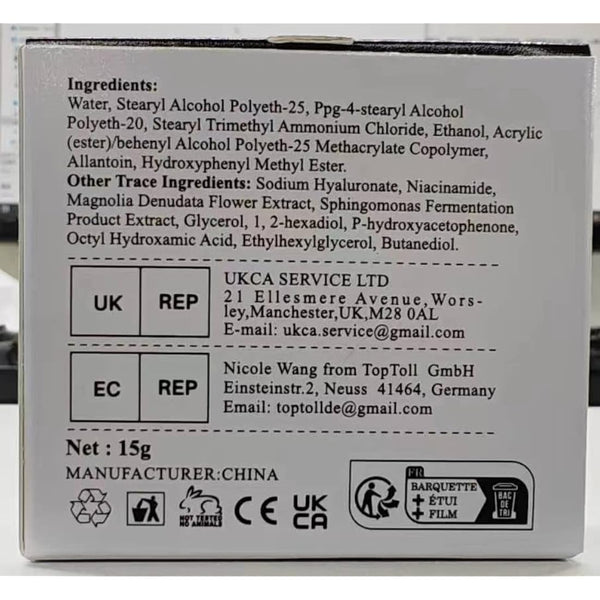 Ingredients:
Water, Stearyl Alcohol Polyeth-25, Ppg-4-stearyl Alcohol
Polyeth-20, Stearyl Trimethyl Ammonium Chloride, Ethanol, Acrylic
(ester)/behenyl Alcohol Polyeth-25 Methacrylate Copolymer,
Allantoin, Hydroxyphenyl Methyl Ester.
Other Trace Ingredients: Sodium Hyaluronate, Niacinamide,
Magnolia Denudata Flower Extract, Sphingomonas Fermentation
Product Extract, Glycerol, 1, 2-hexadiol, P-hydroxyacetophenone,
Octyl Hydroxamic Acid, Ethylhexylglycerol, Butanediol.
UK REP
UKCA SERVICE LTD
21 Ellesmere Avenue,Wors-
ley,Manchester,UK,M28 0AL
E-mail: ukca.service@gmail.com
EC REP
Nicole Wang from TopToll GmbH
Einsteinstr.2, Neuss 41464, Germany
Email: toptollde@gmail.com
Net : 15g
MANUFACTURER:CHINA
NOT TESTED
ON ANIMALS
CE
UK
CA
FR
BARQUETTE
+ ÉTUI
+ FILM
BAC
DE
TRI